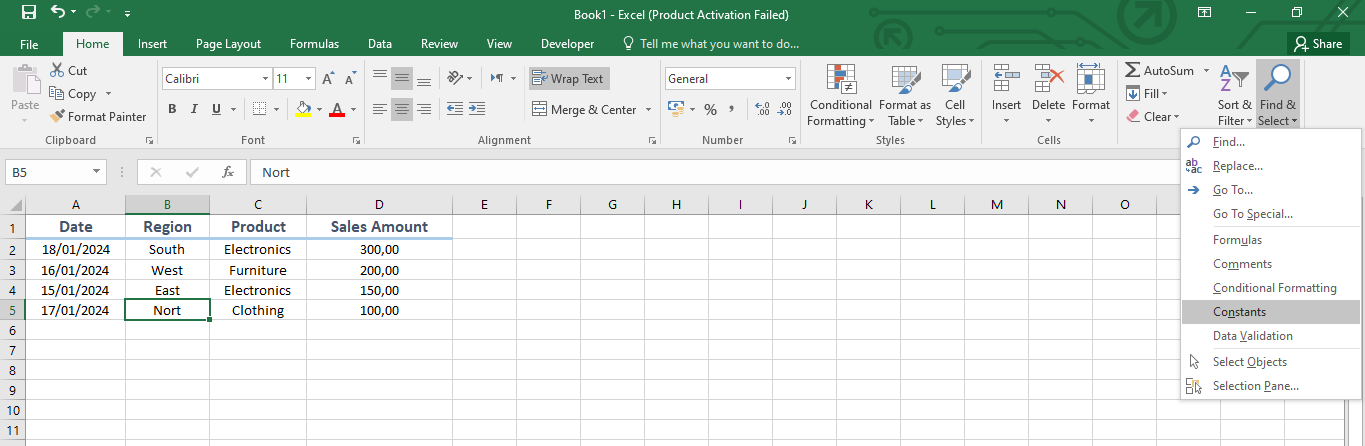 Book1 - Excel (Product Activation Failed)
File Home Insert Page Layout Formulas Data Review View Developer Tell me what you want to do... Share
Cut
Copy
Format Painter
Paste
Clipboard
Calibri 11
B I U
Font
Wrap Text
Merge & Center
Alignment
General
%
Number
Conditional Formatting
Format as Table
Cell Styles
Styles
Insert Delete Format
Cells
AutoSum
Fill
Clear
Sort & Filter
Find & Select
Find...
Replace...
Go To...
Go To Special...
Formulas
Comments
Conditional Formatting
Constants
Data Validation
Select Objects
Selection Pane...
B5 fx Nort
A B C D E F G H I J K L M N O
1 Date Region Product Sales Amount
2 18/01/2024 South Electronics 300,00
3 16/01/2024 West Furniture 200,00
4 15/01/2024 East Electronics 150,00
5 17/01/2024 Nort Clothing 100,00
6
7
8
9
10
11